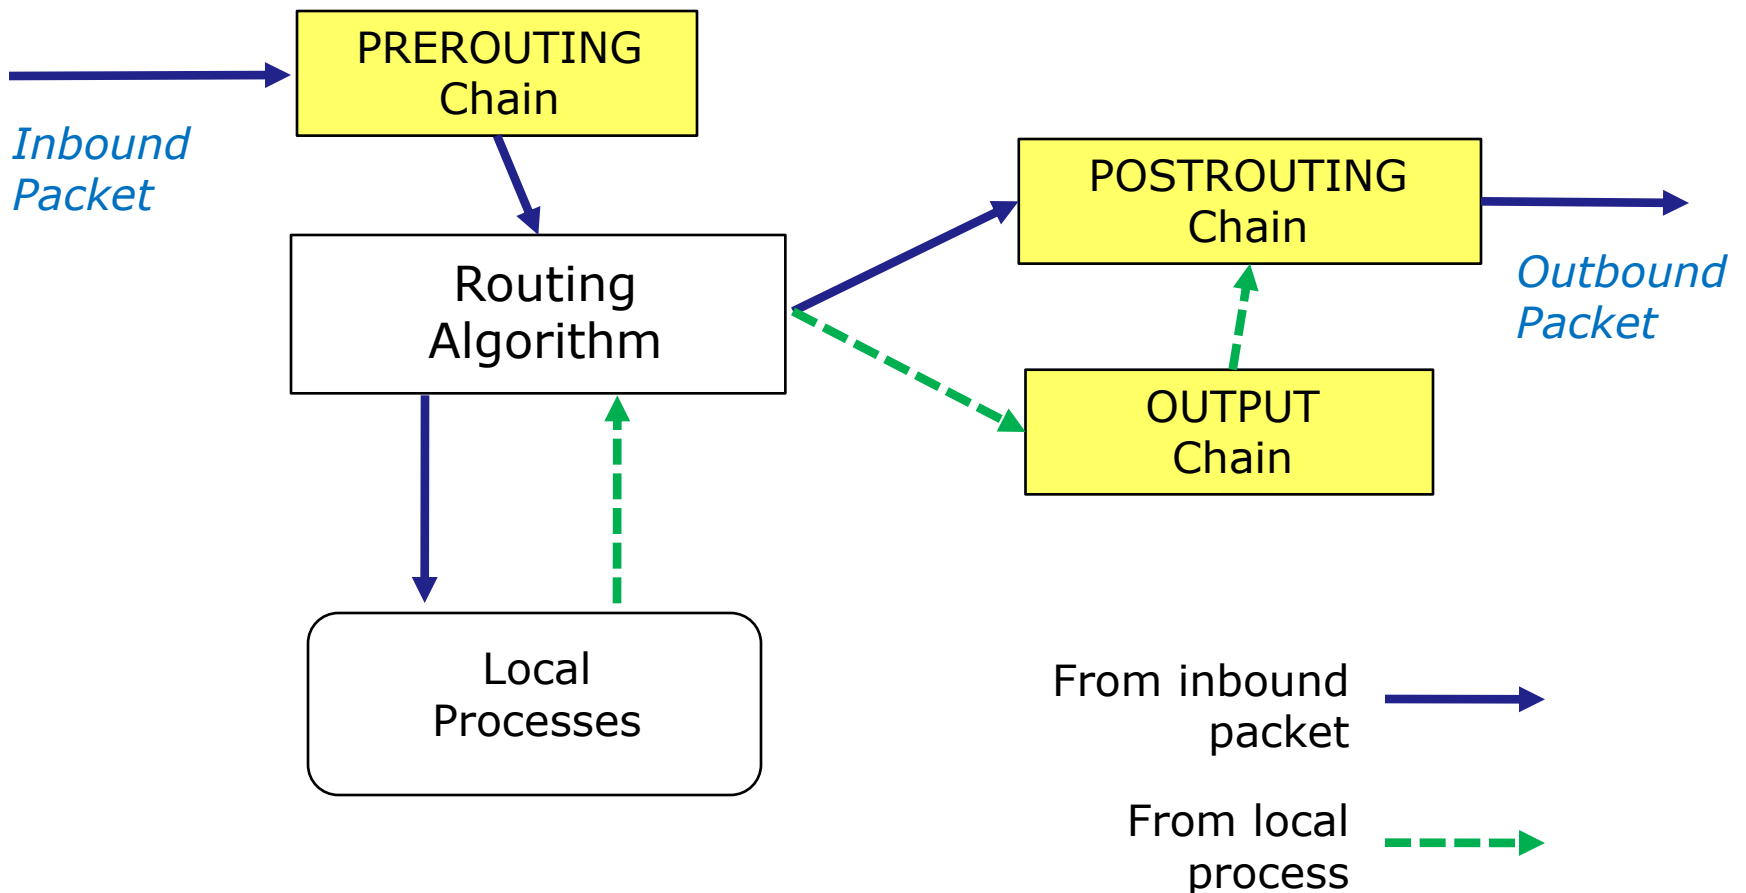 PREROUTING
Chain
Inbound
Packet
Routing
Algorithm
POSTROUTING
Chain
Outbound
Packet
OUTPUT
Chain
Local
Processes
From inbound
packet
From local
process